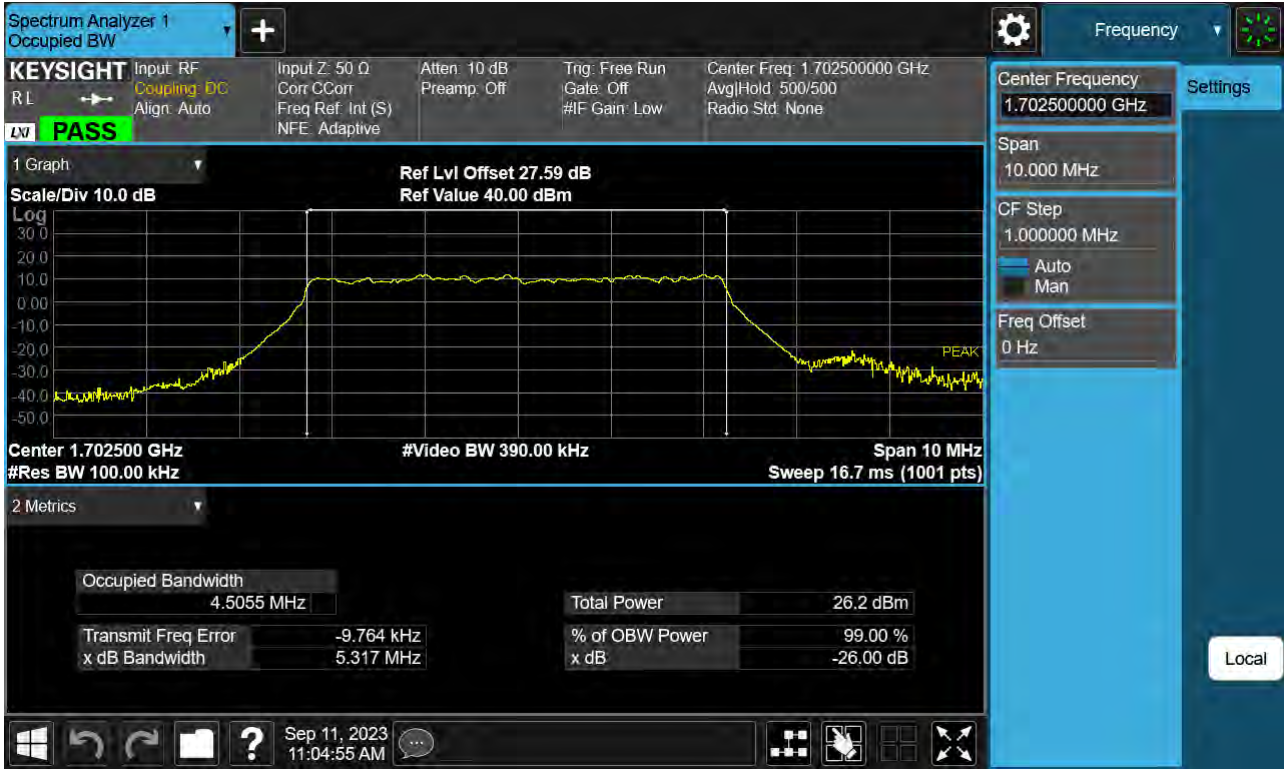 Spectrum Analyzer 1
Occupied BW
Frequency
KEYSIGHT
R L
LXI
PASS
Input: RF
Coupling: DC
Align: Auto
Input Z: 50 Ω
Corr CCorr
Freq Ref: Int (S)
NFE: Adaptive
Atten: 10 dB
Preamp: Off
Trig: Free Run
Gate: Off
#IF Gain: Low
Center Freq: 1.702500000 GHz
Avg|Hold: 500/500
Radio Std: None
1 Graph
Ref Lvl Offset 27.59 dB
Scale/Div 10.0 dB
Ref Value 40.00 dBm
Log
30.0
20.0
10.0
0.00
-10.0
-20.0
-30.0
-40.0
-50.0
PEAK
Center 1.702500 GHz
#Video BW 390.00 kHz
Span 10 MHz
#Res BW 100.00 kHz
Sweep 16.7 ms (1001 pts)
2 Metrics
Occupied Bandwidth
4.5055 MHz
Total Power 26.2 dBm
Transmit Freq Error -9.764 kHz
% of OBW Power 99.00 %
x dB Bandwidth 5.317 MHz
x dB -26.00 dB
Center Frequency
1.702500000 GHz
Settings
Span
10.000 MHz
CF Step
1.000000 MHz
Auto
Man
Freq Offset
0 Hz
Local
?
Sep 11, 2023
11:04:55 AM